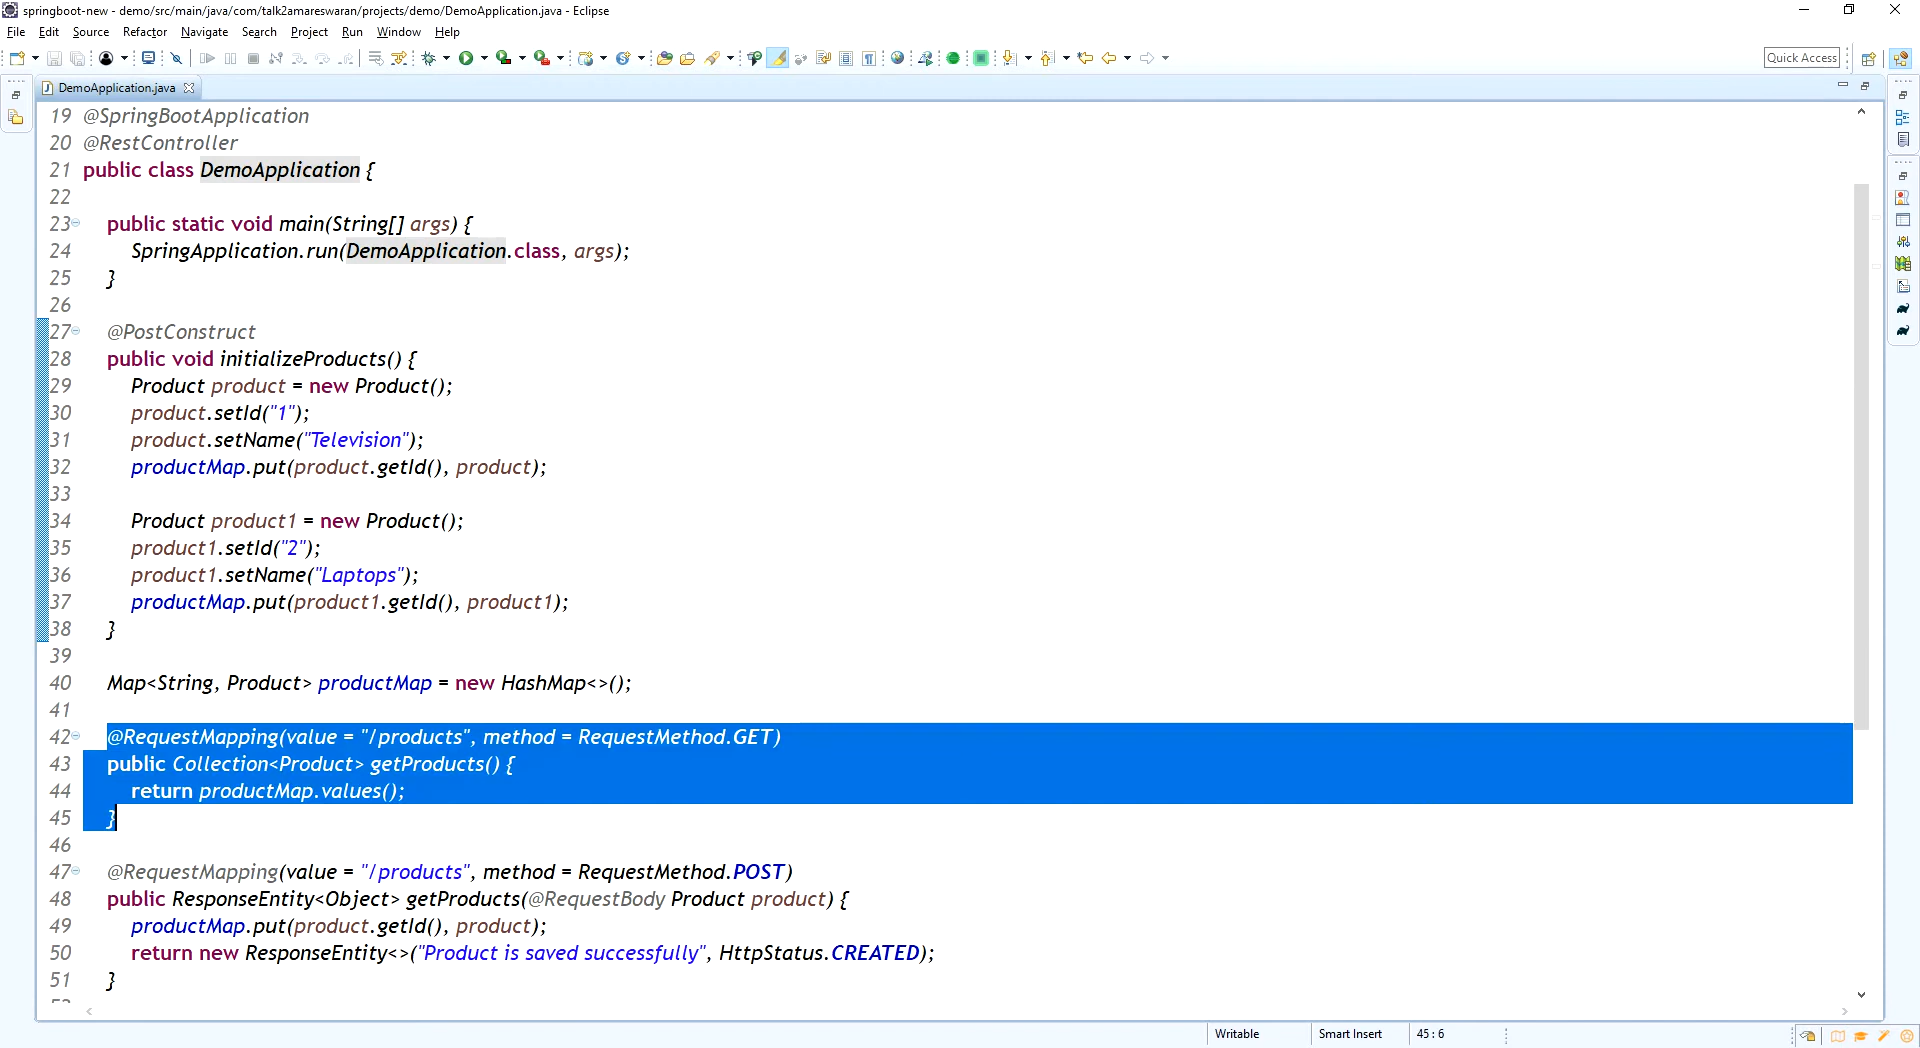 springboot-new - demo/src/main/java/com/talk2amareswaran/projects/demo/DemoApplication.java - Eclipse
File Edit Source Refactor Navigate Search Project Run Window Help
Quick Access
DemoApplication.java
19 @SpringBootApplication
20 @RestController
21 public class DemoApplication {
22
23 public static void main(String[] args) {
24 SpringApplication.run(DemoApplication.class, args);
25 }
26
27 @PostConstruct
28 public void initializeProducts() {
29 Product product = new Product();
30 product.setId("1");
31 product.setName("Television");
32 productMap.put(product.getId(), product);
33
34 Product product1 = new Product();
35 product1.setId("2");
36 product1.setName("Laptops");
37 productMap.put(product1.getId(), product1);
38 }
39
40 Map<String, Product> productMap = new HashMap<>();
41
42 @RequestMapping(value = "/products", method = RequestMethod.GET)
43 public Collection<Product> getProducts() {
44 return productMap.values();
45 }
46
47 @RequestMapping(value = "/products", method = RequestMethod.POST)
48 public ResponseEntity<Object> getProducts(@RequestBody Product product) {
49 productMap.put(product.getId(), product);
50 return new ResponseEntity<>("Product is saved successfully", HttpStatus.CREATED);
51 }
Writable Smart Insert 45 : 6